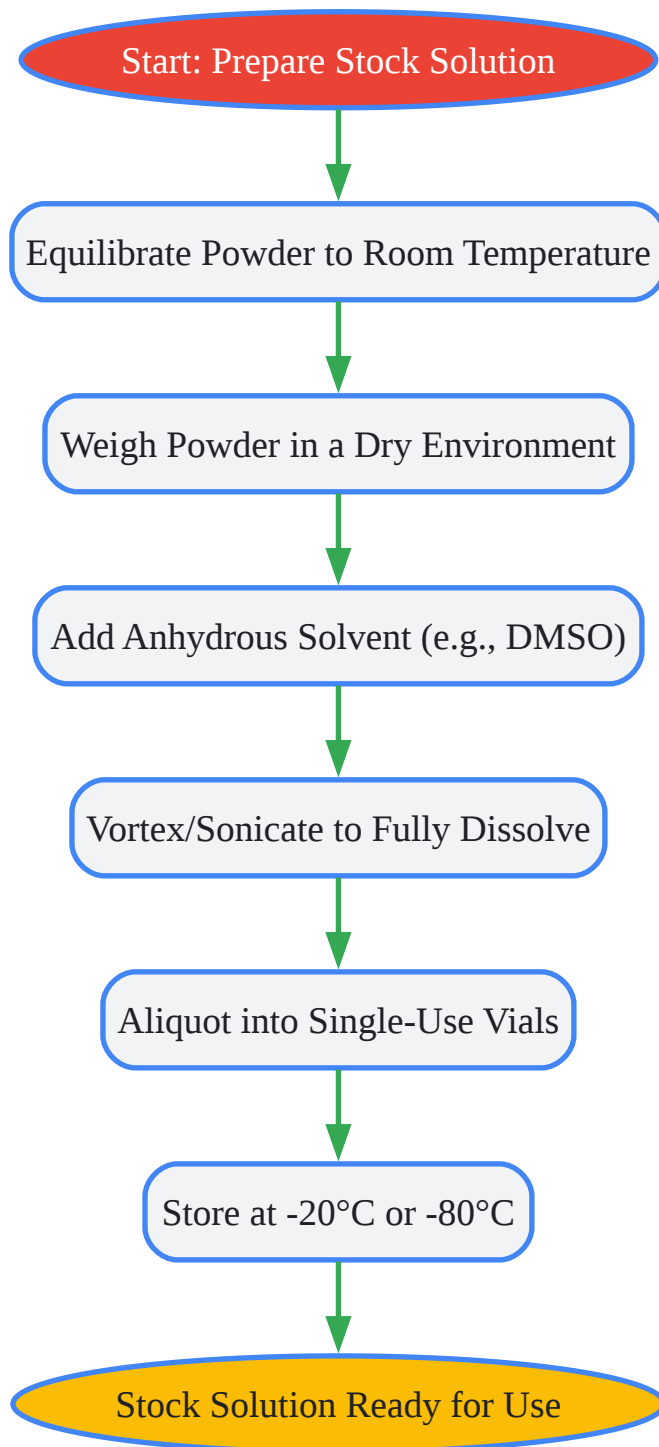 Start: Prepare Stock Solution
Equilibrate Powder to Room Temperature
Weigh Powder in a Dry Environment
Add Anhydrous Solvent (e.g., DMSO)
Vortex/Sonicate to Fully Dissolve
Aliquot into Single-Use Vials
Store at -20°C or -80°C
Stock Solution Ready for Use